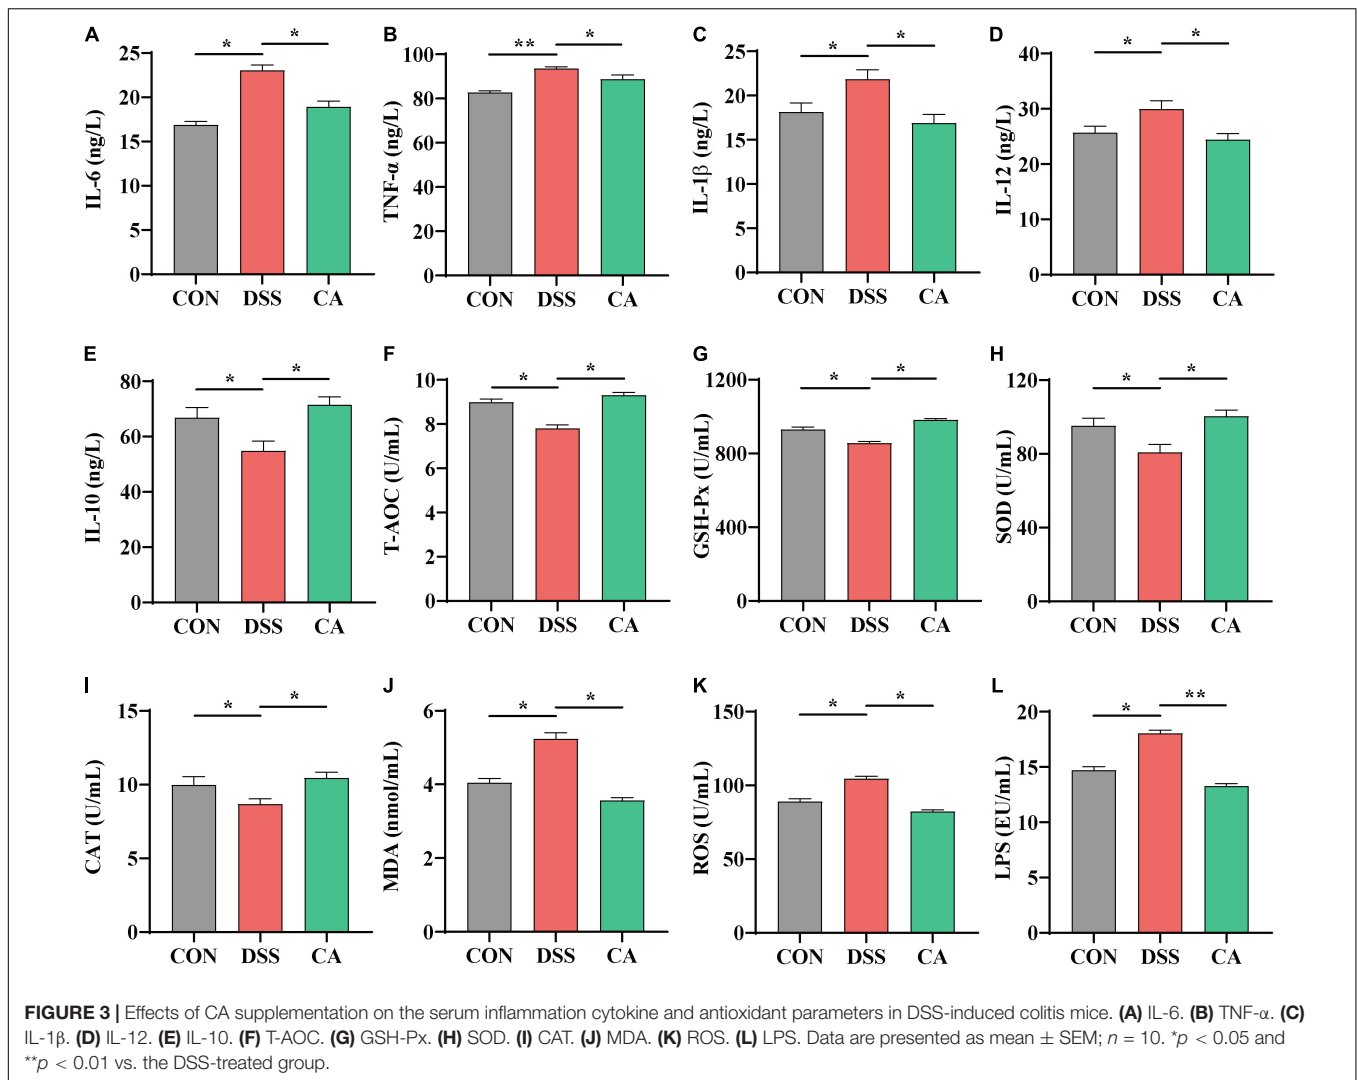 A
IL-6 (ng/L)
25
20
15
10
5
0
*
*
CON DSS CA
B
TNF-α (ng/L)
100
80
60
40
20
0
**
*
CON DSS CA
C
IL-1β (ng/L)
25
20
15
10
5
0
*
*
CON DSS CA
D
IL-12 (ng/L)
40
30
20
10
0
*
*
CON DSS CA
E
IL-10 (ng/L)
80
60
40
20
0
*
*
CON DSS CA
F
T-AOC (U/mL)
10
8
6
4
2
0
*
*
CON DSS CA
G
GSH-Px (U/mL)
1200
800
400
0
*
*
CON DSS CA
H
SOD (U/mL)
120
80
40
0
*
*
CON DSS CA
I
CAT (U/mL)
15
10
5
0
*
*
CON DSS CA
J
MDA (nmol/mL)
6
4
2
0
*
*
CON DSS CA
K
ROS (U/mL)
150
100
50
0
*
*
CON DSS CA
L
LPS (EU/mL)
20
15
10
5
0
*
**
CON DSS CA
FIGURE 3 | Effects of CA supplementation on the serum inflammation cytokine and antioxidant parameters in DSS-induced colitis mice. (A) IL-6. (B) TNF-α. (C)
IL-1β. (D) IL-12. (E) IL-10. (F) T-AOC. (G) GSH-Px. (H) SOD. (I) CAT. (J) MDA. (K) ROS. (L) LPS. Data are presented as mean ± SEM; n = 10. *p < 0.05 and
**p < 0.01 vs. the DSS-treated group.